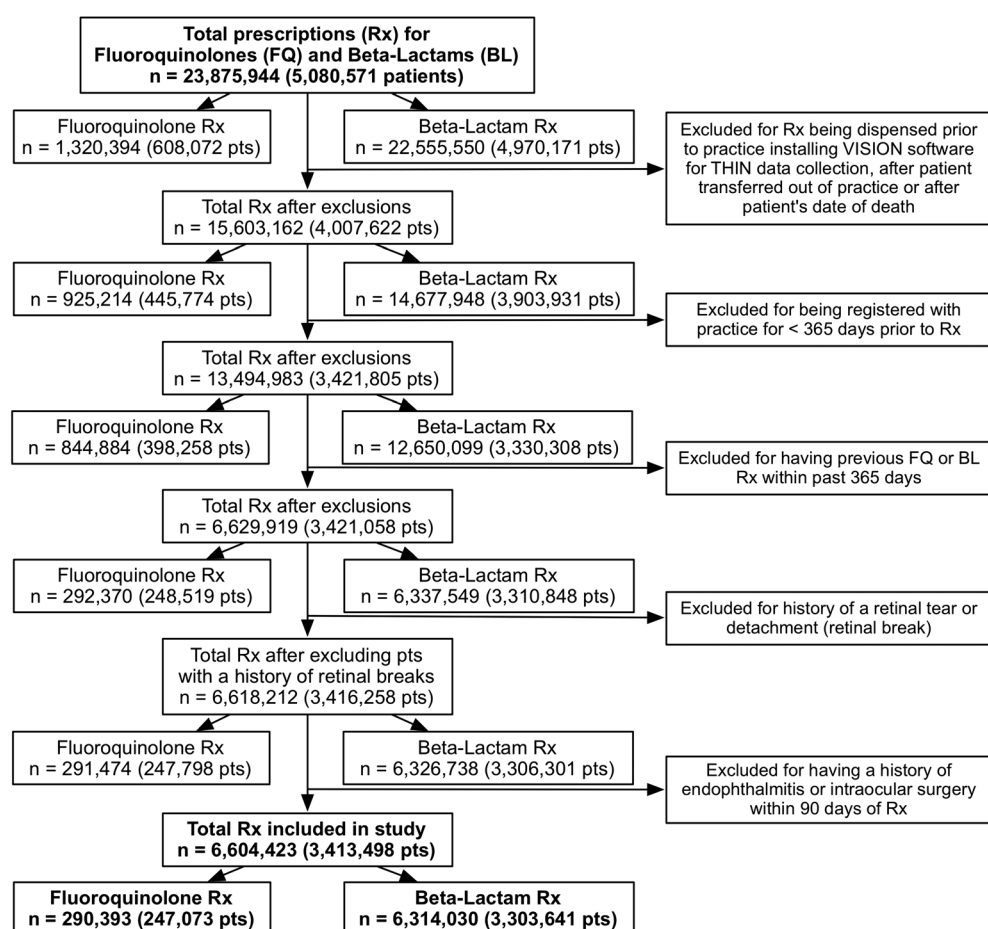 Total prescriptions (Rx) for
Fluoroquinolones (FQ) and Beta-Lactams (BL)
n = 23,875,944 (5,080,571 patients)
Fluoroquinolone Rx
n = 1,320,394 (608,072 pts)
Beta-Lactam Rx
n = 22,555,550 (4,970,171 pts)
Excluded for Rx being dispensed prior
to practice installing VISION software
for THIN data collection, after patient
transferred out of practice or after
patient's date of death
Total Rx after exclusions
n = 15,603,162 (4,007,622 pts)
Fluoroquinolone Rx
n = 925,214 (445,774 pts)
Beta-Lactam Rx
n = 14,677,948 (3,903,931 pts)
Excluded for being registered with
practice for < 365 days prior to Rx
Total Rx after exclusions
n = 13,494,983 (3,421,805 pts)
Fluoroquinolone Rx
n = 844,884 (398,258 pts)
Beta-Lactam Rx
n = 12,650,099 (3,330,308 pts)
Excluded for having previous FQ or BL
Rx within past 365 days
Total Rx after exclusions
n = 6,629,919 (3,421,058 pts)
Fluoroquinolone Rx
n = 292,370 (248,519 pts)
Beta-Lactam Rx
n = 6,337,549 (3,310,848 pts)
Excluded for history of a retinal tear or
detachment (retinal break)
Total Rx after excluding pts
with a history of retinal breaks
n = 6,618,212 (3,416,258 pts)
Fluoroquinolone Rx
n = 291,474 (247,798 pts)
Beta-Lactam Rx
n = 6,326,738 (3,306,301 pts)
Excluded for having a history of
endophthalmitis or intraocular surgery
within 90 days of Rx
Total Rx included in study
n = 6,604,423 (3,413,498 pts)
Fluoroquinolone Rx
n = 290,393 (247,073 pts)
Beta-Lactam Rx
n = 6,314,030 (3,303,641 pts)